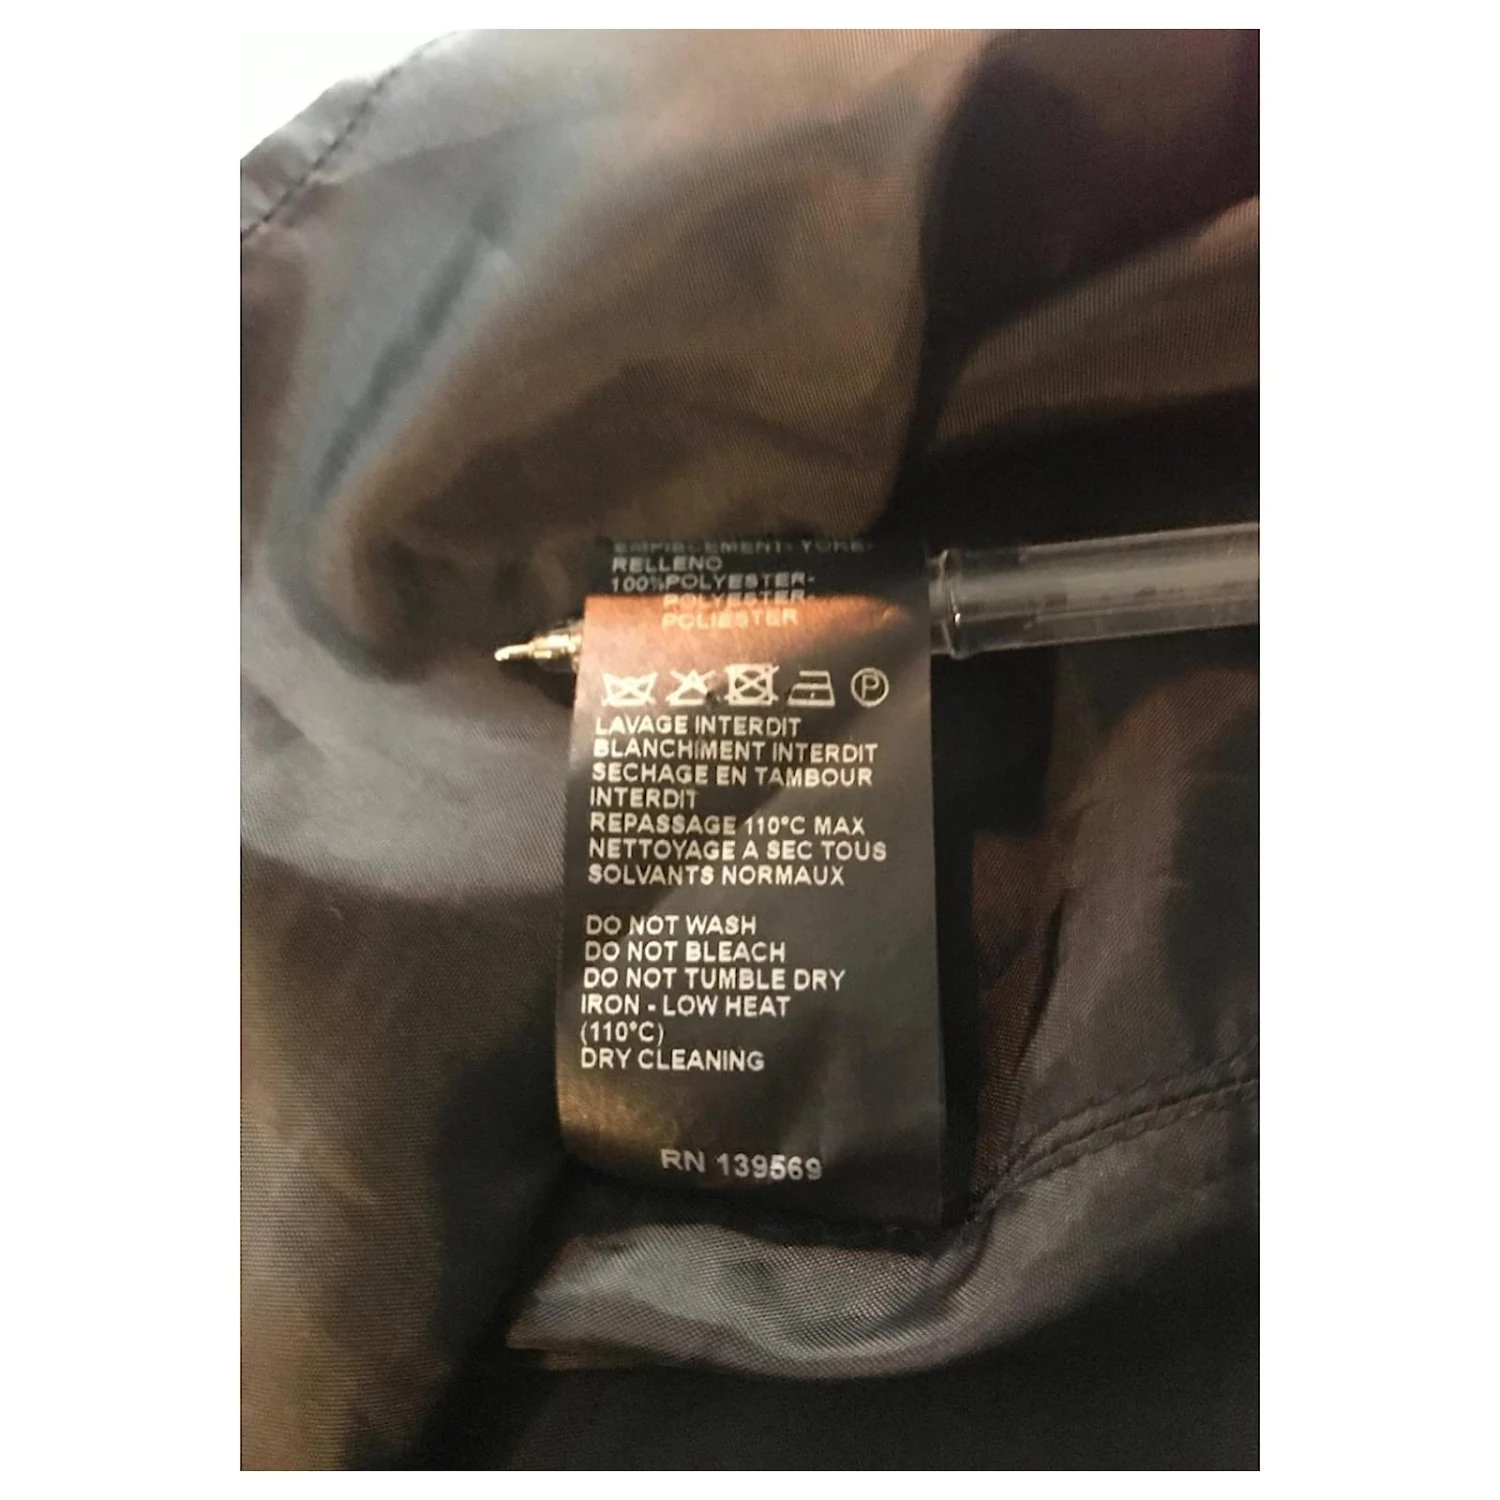 EMPIECEMENT- YOKE-
RELLENO
100%POLYESTER-
POLYESTER-
POLIESTER
P
LAVAGE INTERDIT
BLANCHIMENT INTERDIT
SECHAGE EN TAMBOUR
INTERDIT
REPASSAGE 110°C MAX
NETTOYAGE A SEC TOUS
SOLVANTS NORMAUX
DO NOT WASH
DO NOT BLEACH
DO NOT TUMBLE DRY
IRON - LOW HEAT
(110°C)
DRY CLEANING
RN 139569